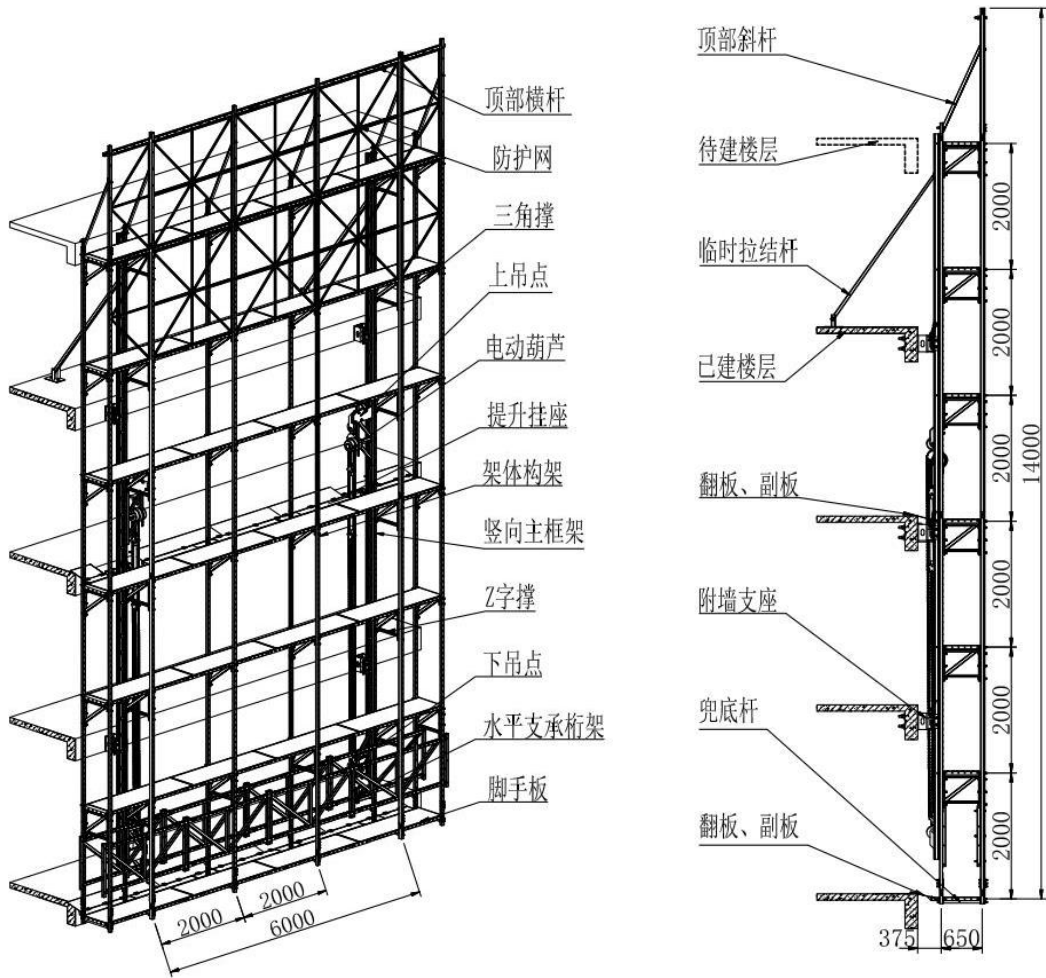 顶部横杆
防护网
三角撑
上吊点
电动葫芦
提升挂座
架体构架
竖向主框架
Z字撑
下吊点
水平支承桁架
脚手板
2000
2000
6000
顶部斜杆
待建楼层
临时拉结杆
已建楼层
翻板、副板
附墙支座
兜底杆
翻板、副板
2000
2000
2000
2000
2000
2000
14000
375
650